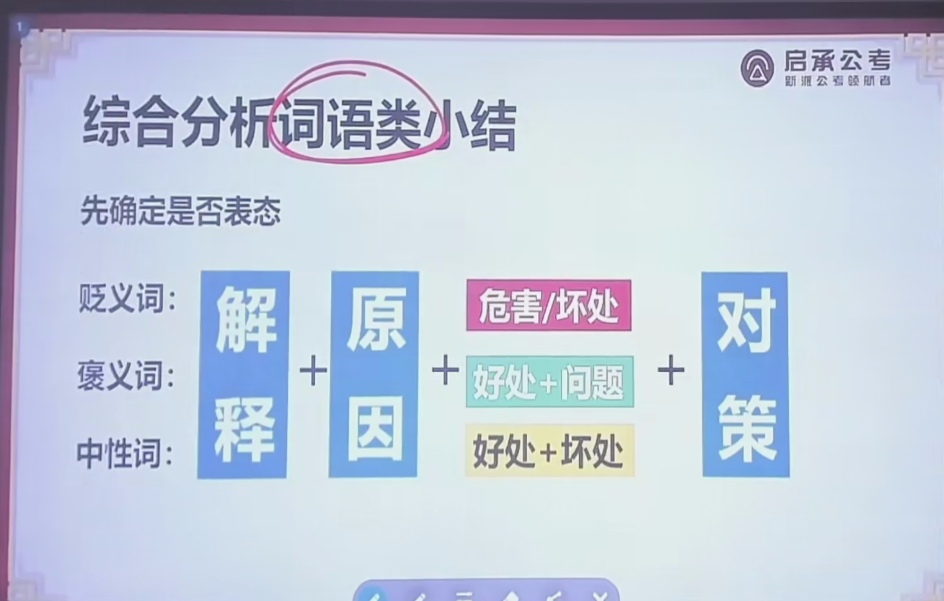 1
启承公考
新派公考领航者
综合分析词语类小结
先确定是否表态
贬义词：
褒义词：
中性词：
解释
+
原因
+
危害/坏处
好处+问题
好处+坏处
+
对策